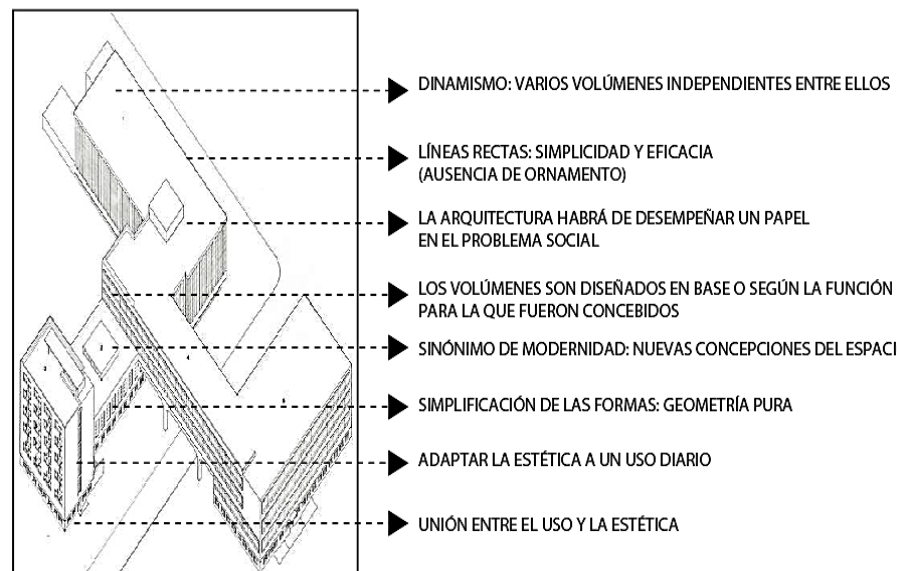 DINAMISMO: VARIOS VOLÚMENES INDEPENDIENTES ENTRE ELLOS
LÍNEAS RECTAS: SIMPLICIDAD Y EFICACIA
(AUSENCIA DE ORNAMENTO)
LA ARQUITECTURA HABRÁ DE DESEMPEÑAR UN PAPEL
EN EL PROBLEMA SOCIAL
LOS VOLÚMENES SON DISEÑADOS EN BASE O SEGÚN LA FUNCIÓN
PARA LA QUE FUERON CONCEBIDOS
SINÓNIMO DE MODERNIDAD: NUEVAS CONCEPCIONES DEL ESPACI
SIMPLIFICACIÓN DE LAS FORMAS: GEOMETRÍA PURA
ADAPTAR LA ESTÉTICA A UN USO DIARIO
UNIÓN ENTRE EL USO Y LA ESTÉTICA